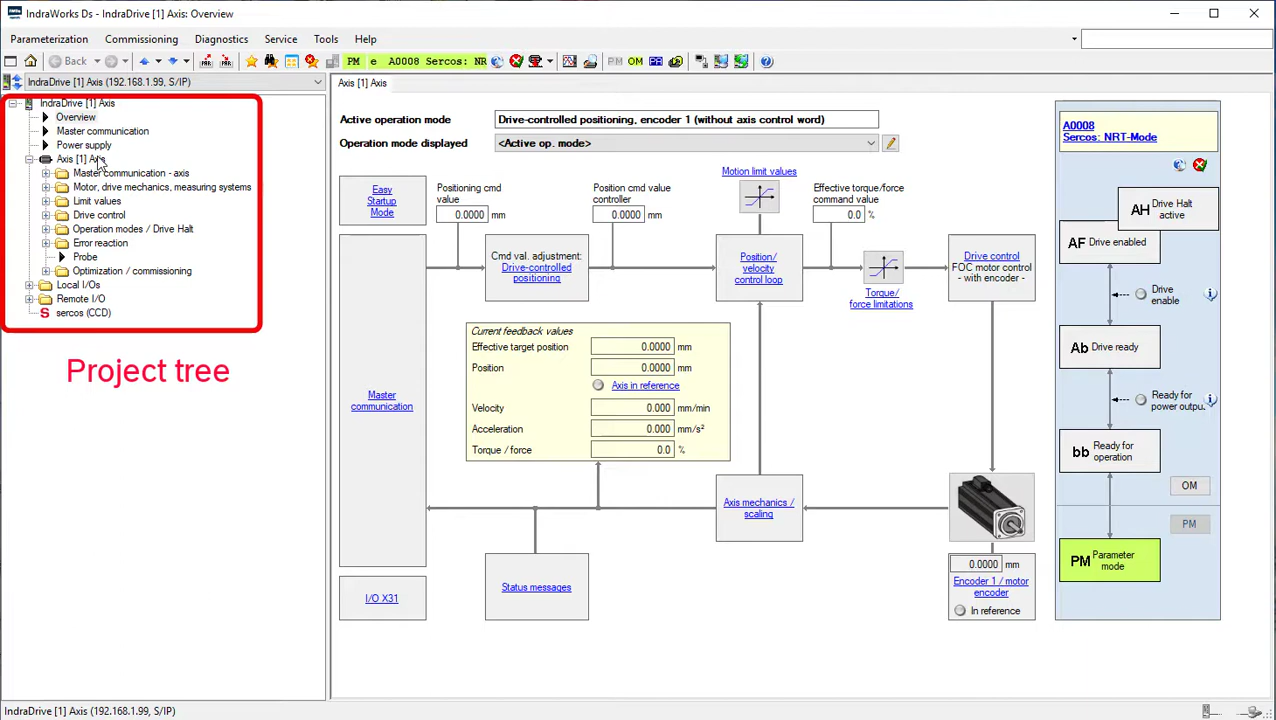 IndraWorks Ds - IndraDrive [1] Axis: Overview
Parameterization Commissioning Diagnostics Service Tools Help
Back PM e A0008 Sercos: NR PM OM
IndraDrive [1] Axis (192.168.1.99, S/IP)
IndraDrive [1] Axis
Overview
Master communication
Power supply
Axis [1] Axis
Master communication - axis
Motor, drive mechanics, measuring systems
Limit values
Drive control
Operation modes / Drive Halt
Error reaction
Probe
Optimization / commissioning
Local I/Os
Remote I/O
S sercos (CCD)
Project tree
Axis [1] Axis
Active operation mode Drive-controlled positioning, encoder 1 (without axis control word)
Operation mode displayed <Active op. mode>
Easy
Startup
Mode
Positioning cmd
value
0.0000 mm
Position cmd value
controller
0.0000 mm
Motion limit values
Effective torque/force
command value
0.0 %
Cmd val. adjustment:
Drive-controlled
positioning
Position/
velocity
control loop
Torque/
force limitations
Drive control
FOC motor control
- with encoder -
Current feedback values
Effective target position 0.0000 mm
Position 0.0000 mm
Axis in reference
Velocity 0.000 mm/min
Acceleration 0.000 mm/s²
Torque / force 0.0 %
Master
communication
Axis mechanics /
scaling
Status messages
I/O X31
0.0000 mm
Encoder 1 / motor
encoder
In reference
A0008
Sercos: NRT-Mode
AH Drive Halt
active
AF Drive enabled
Drive
enable
Ab Drive ready
Ready for
power outpu
bb Ready for
operation
OM
PM
PM Parameter
mode
IndraDrive [1] Axis (192.168.1.99, S/IP)